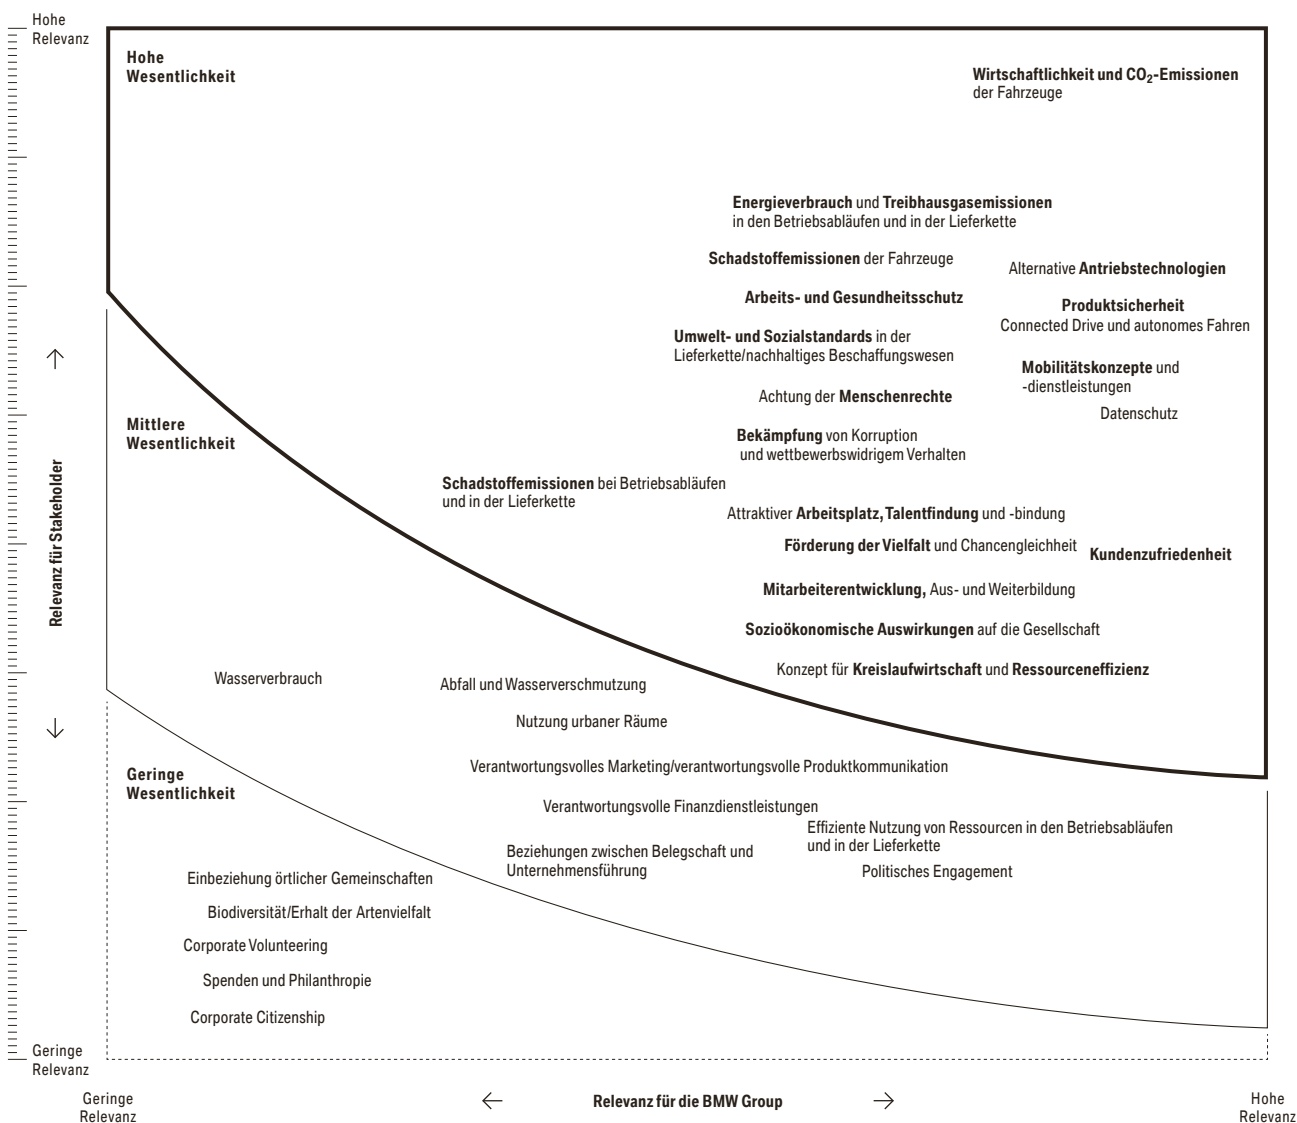 Hohe
Relevanz
Hohe
Wesentlichkeit
Wirtschaftlichkeit und CO₂-Emissionen
der Fahrzeuge
Energieverbrauch und Treibhausgasemissionen
in den Betriebsabläufen und in der Lieferkette
Schadstoffemissionen der Fahrzeuge
Alternative Antriebstechnologien
Arbeits- und Gesundheitsschutz
Produktsicherheit
Connected Drive und autonomes Fahren
Umwelt- und Sozialstandards in der
Lieferkette/nachhaltiges Beschaffungswesen
Mobilitätskonzepte und
-dienstleistungen
Achtung der Menschenrechte
Datenschutz
Mittlere
Wesentlichkeit
Bekämpfung von Korruption
und wettbewerbswidrigem Verhalten
Relevanz für Stakeholder
Schadstoffemissionen bei Betriebsabläufen
und in der Lieferkette
Attraktiver Arbeitsplatz, Talentfindung und -bindung
Förderung der Vielfalt und Chancengleichheit
Kundenzufriedenheit
Mitarbeiterentwicklung, Aus- und Weiterbildung
Sozioökonomische Auswirkungen auf die Gesellschaft
Konzept für Kreislaufwirtschaft und Ressourceneffizienz
Wasserverbrauch
Abfall und Wasserverschmutzung
Nutzung urbaner Räume
Geringe
Wesentlichkeit
Verantwortungsvolles Marketing/verantwortungsvolle Produktkommunikation
Verantwortungsvolle Finanzdienstleistungen
Effiziente Nutzung von Ressourcen in den Betriebsabläufen
und in der Lieferkette
Beziehungen zwischen Belegschaft und
Unternehmensführung
Politisches Engagement
Einbeziehung örtlicher Gemeinschaften
Biodiversität/Erhalt der Artenvielfalt
Corporate Volunteering
Spenden und Philanthropie
Corporate Citizenship
Geringe
Relevanz
Geringe
Relevanz
Relevanz für die BMW Group
Hohe
Relevanz